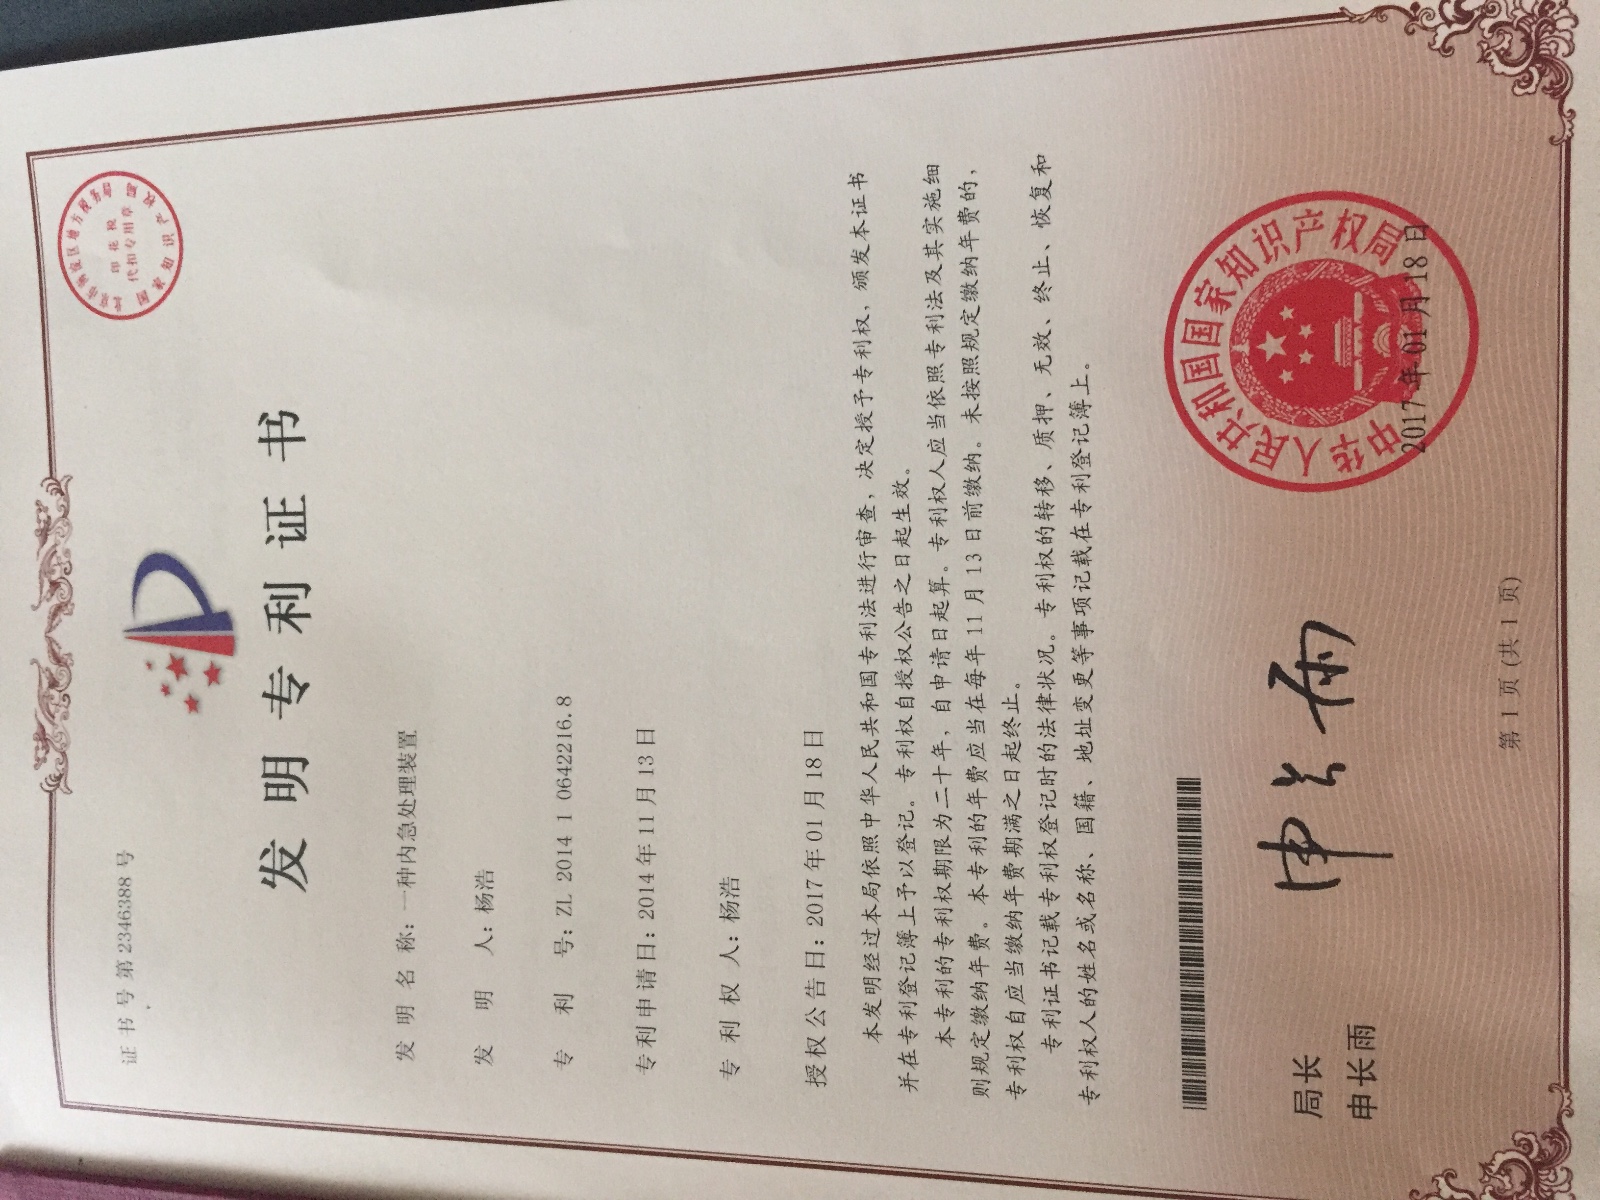 证书号第2346388号
发明专利证书
发明名称：一种内急处理装置
发明人：杨浩
专利号：ZL 2014 1 0642216.8
专利申请日：2014年11月13日
专利权人：杨浩
授权公告日：2017年01月18日
本发明经过本局依照中华人民共和国专利法进行审查，决定授予专利权，颁发本证书
并在专利登记簿上予以登记。专利权自授权公告之日起生效。
本专利的专利权期限为二十年，自申请日起算。专利权人应当依照专利法及其实施细
则规定缴纳年费。本专利的年费应当在每年11月13日前缴纳。未按照规定缴纳年费的，
专利权自应当缴纳年费期满之日起终止。
专利证书记载专利权登记时的法律状况。专利权的转移、质押、无效、终止、恢复和
专利权人的姓名或名称、国籍、地址变更等事项记载在专利登记簿上。
局长
申长雨
申长雨
中华人民共和国国家知识产权局
2017年01月18日
第1页（共1页）
印花税
代扣专用章